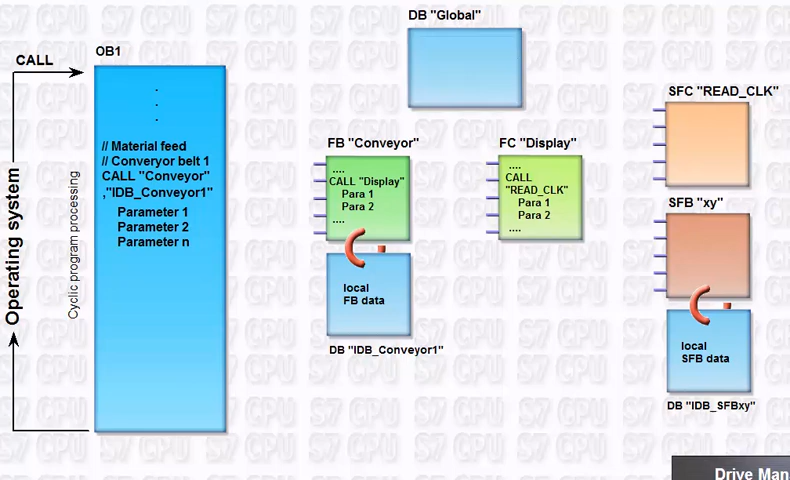 DB "Global"
OB1
CALL
SFC "READ_CLK"
FB "Conveyor"
FC "Display"
.
.
.
// Material feed
// Converyor belt 1
CALL "Conveyor"
,"IDB_Conveyor1"
Parameter 1
Parameter 2
Parameter n
....
CALL "Display"
Para 1
Para 2
....
....
CALL
"READ_CLK"
Para 1
Para 2
....
SFB "xy"
Operating system
Cyclic program processing
local
FB data
DB "IDB_Conveyor1"
local
SFB data
DB "IDB_SFBxy"
Drive Man
S7 CPU